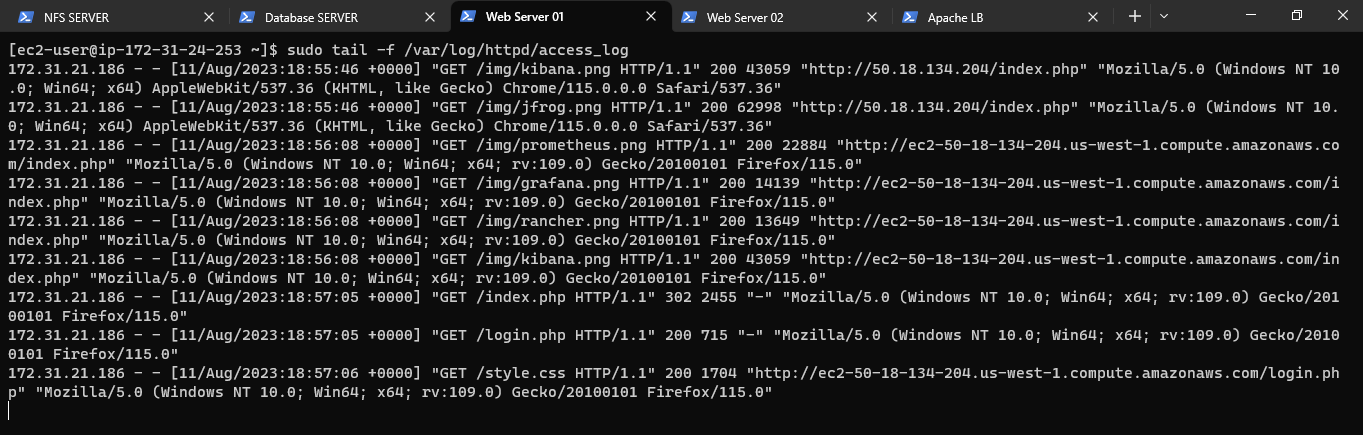 NFS SERVER
Database SERVER
Web Server 01
Web Server 02
Apache LB
[ec2-user@ip-172-31-24-253 ~]$ sudo tail -f /var/log/httpd/access_log
172.31.21.186 - - [11/Aug/2023:18:55:46 +0000] "GET /img/kibana.png HTTP/1.1" 200 43059 "http://50.18.134.204/index.php" "Mozilla/5.0 (Windows NT 10
.0; Win64; x64) AppleWebKit/537.36 (KHTML, like Gecko) Chrome/115.0.0.0 Safari/537.36"
172.31.21.186 - - [11/Aug/2023:18:55:46 +0000] "GET /img/jfrog.png HTTP/1.1" 200 62998 "http://50.18.134.204/index.php" "Mozilla/5.0 (Windows NT 10.
0; Win64; x64) AppleWebKit/537.36 (KHTML, like Gecko) Chrome/115.0.0.0 Safari/537.36"
172.31.21.186 - - [11/Aug/2023:18:56:08 +0000] "GET /img/prometheus.png HTTP/1.1" 200 22884 "http://ec2-50-18-134-204.us-west-1.compute.amazonaws.co
m/index.php" "Mozilla/5.0 (Windows NT 10.0; Win64; x64; rv:109.0) Gecko/20100101 Firefox/115.0"
172.31.21.186 - - [11/Aug/2023:18:56:08 +0000] "GET /img/grafana.png HTTP/1.1" 200 14139 "http://ec2-50-18-134-204.us-west-1.compute.amazonaws.com/i
ndex.php" "Mozilla/5.0 (Windows NT 10.0; Win64; x64; rv:109.0) Gecko/20100101 Firefox/115.0"
172.31.21.186 - - [11/Aug/2023:18:56:08 +0000] "GET /img/rancher.png HTTP/1.1" 200 13649 "http://ec2-50-18-134-204.us-west-1.compute.amazonaws.com/i
ndex.php" "Mozilla/5.0 (Windows NT 10.0; Win64; x64; rv:109.0) Gecko/20100101 Firefox/115.0"
172.31.21.186 - - [11/Aug/2023:18:56:08 +0000] "GET /img/kibana.png HTTP/1.1" 200 43059 "http://ec2-50-18-134-204.us-west-1.compute.amazonaws.com/in
dex.php" "Mozilla/5.0 (Windows NT 10.0; Win64; x64; rv:109.0) Gecko/20100101 Firefox/115.0"
172.31.21.186 - - [11/Aug/2023:18:57:05 +0000] "GET /index.php HTTP/1.1" 302 2455 "-" "Mozilla/5.0 (Windows NT 10.0; Win64; x64; rv:109.0) Gecko/201
00101 Firefox/115.0"
172.31.21.186 - - [11/Aug/2023:18:57:05 +0000] "GET /login.php HTTP/1.1" 200 715 "-" "Mozilla/5.0 (Windows NT 10.0; Win64; x64; rv:109.0) Gecko/2010
0101 Firefox/115.0"
172.31.21.186 - - [11/Aug/2023:18:57:06 +0000] "GET /style.css HTTP/1.1" 200 1704 "http://ec2-50-18-134-204.us-west-1.compute.amazonaws.com/login.ph
p" "Mozilla/5.0 (Windows NT 10.0; Win64; x64; rv:109.0) Gecko/20100101 Firefox/115.0"